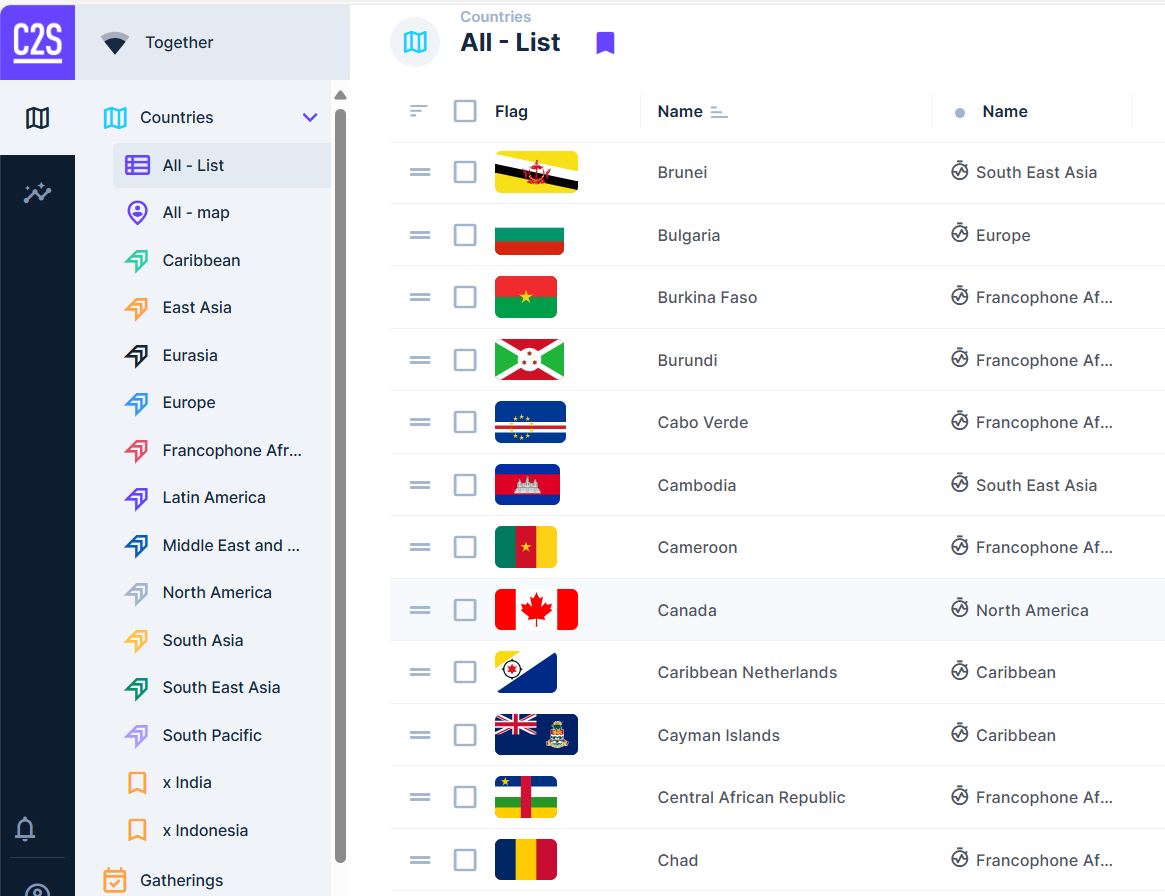 C2S
Together
Countries
All - List
All - map
Caribbean
East Asia
Eurasia
Europe
Francophone Afr...
Latin America
Middle East and ...
North America
South Asia
South East Asia
South Pacific
x India
x Indonesia
Gatherings
Countries
All - List
Flag Name Name
Brunei South East Asia
Bulgaria Europe
Burkina Faso Francophone Af...
Burundi Francophone Af...
Cabo Verde Francophone Af...
Cambodia South East Asia
Cameroon Francophone Af...
Canada North America
Caribbean Netherlands Caribbean
Cayman Islands Caribbean
Central African Republic Francophone Af...
Chad Francophone Af...